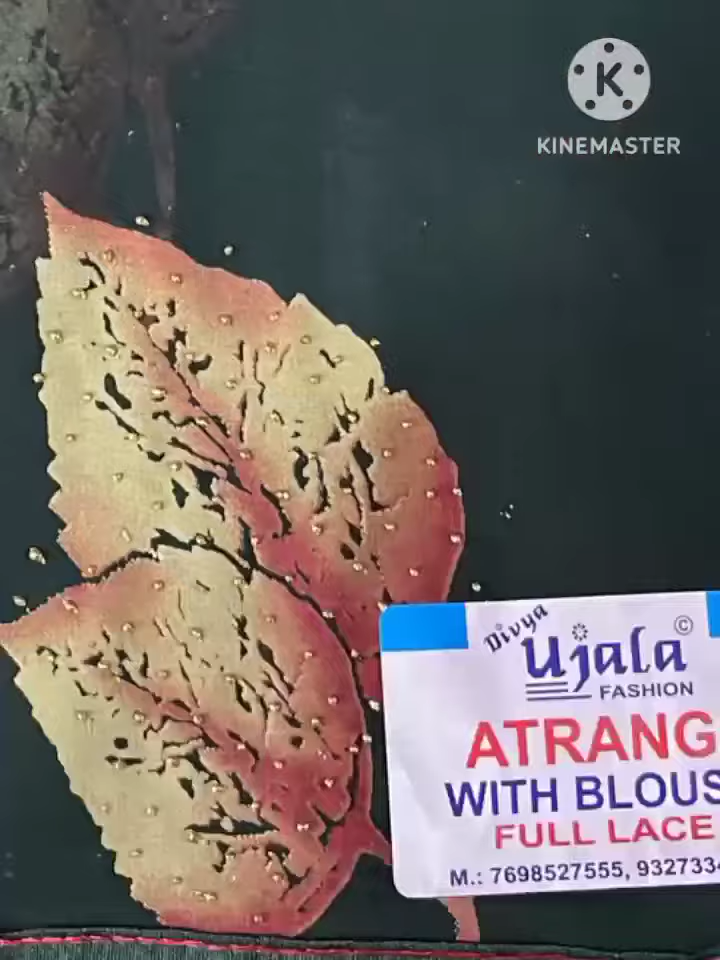 KINEMASTER
Divya
Ujala ©
FASHION
ATRANG
WITH BLOUS
FULL LACE
M.: 7698527555, 932733